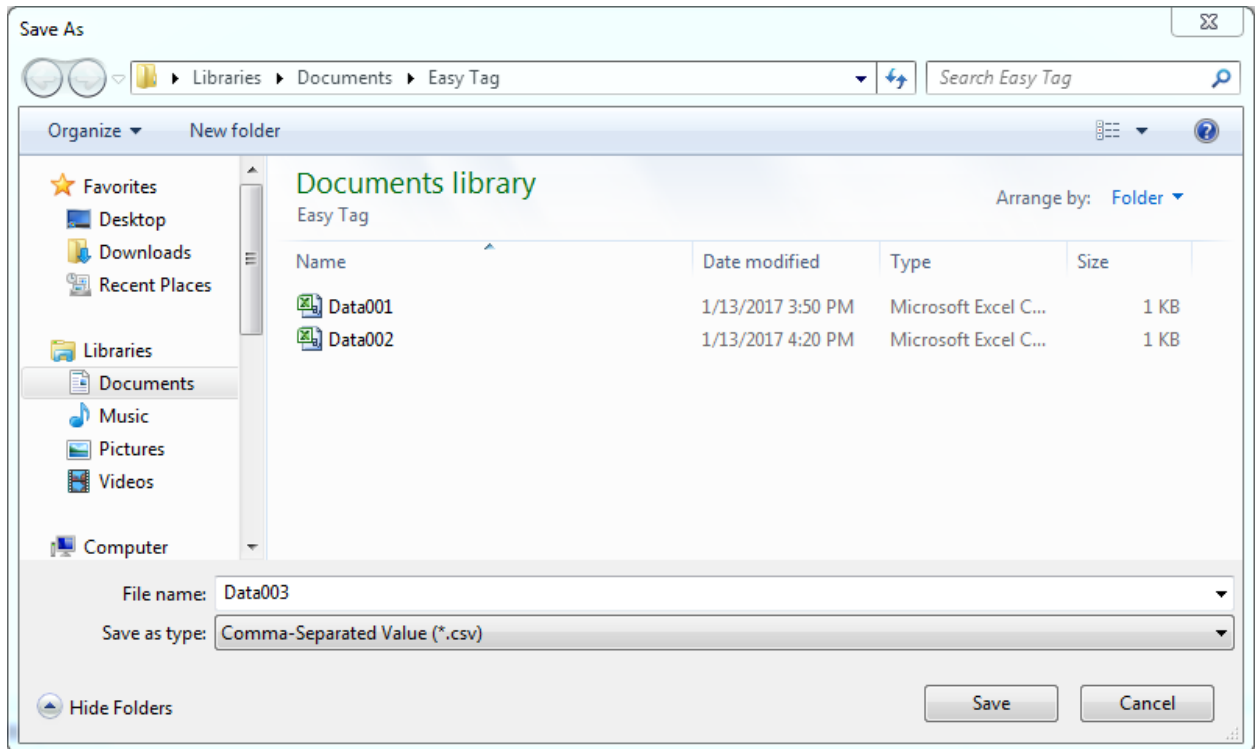 Save As
Libraries Documents Easy Tag Search Easy Tag
Organize New folder
Favorites
Desktop
Downloads
Recent Places
Libraries
Documents
Music
Pictures
Videos
Computer
Documents library
Easy Tag
Arrange by: Folder
Name Date modified Type Size
Data001 1/13/2017 3:50 PM Microsoft Excel C... 1 KB
Data002 1/13/2017 4:20 PM Microsoft Excel C... 1 KB
File name: Data003
Save as type: Comma-Separated Value (*.csv)
Hide Folders Save Cancel